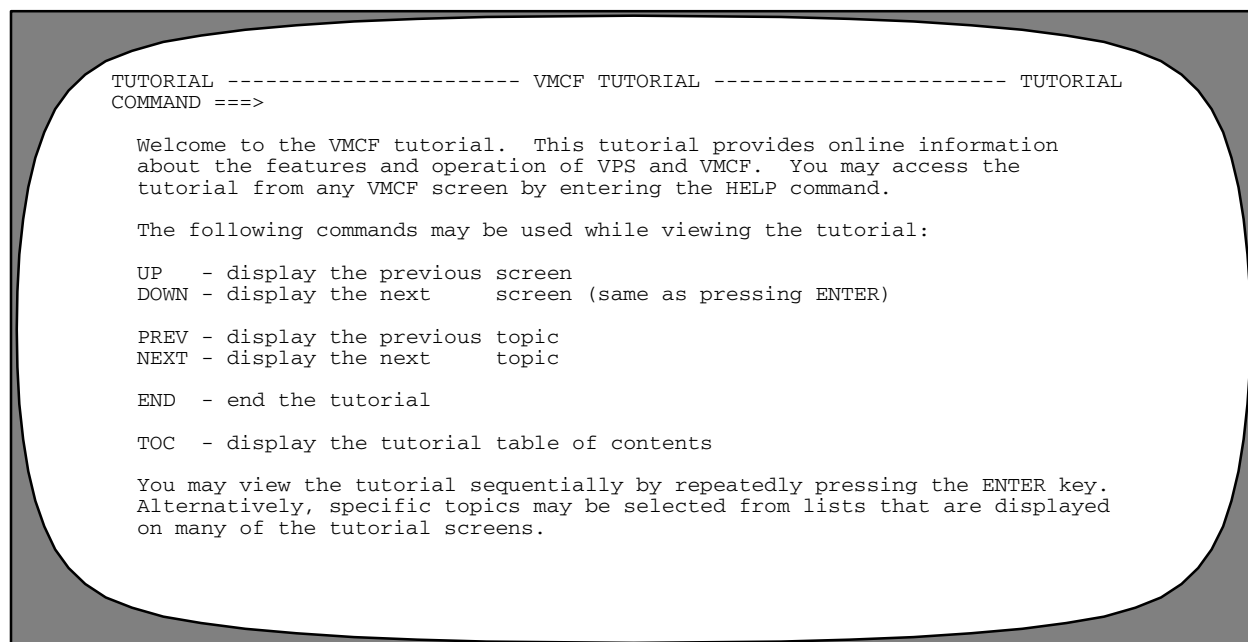 TUTORIAL ----------------------- VMCF TUTORIAL ----------------------- TUTORIAL
COMMAND ===>
Welcome to the VMCF tutorial.  This tutorial provides online information
about the features and operation of VPS and VMCF.  You may access the
tutorial from any VMCF screen by entering the HELP command.
The following commands may be used while viewing the tutorial:
UP   - display the previous screen
DOWN - display the next     screen (same as pressing ENTER)
PREV - display the previous topic
NEXT - display the next     topic
END  - end the tutorial
TOC  - display the tutorial table of contents
You may view the tutorial sequentially by repeatedly pressing the ENTER key.
Alternatively, specific topics may be selected from lists that are displayed
on many of the tutorial screens.